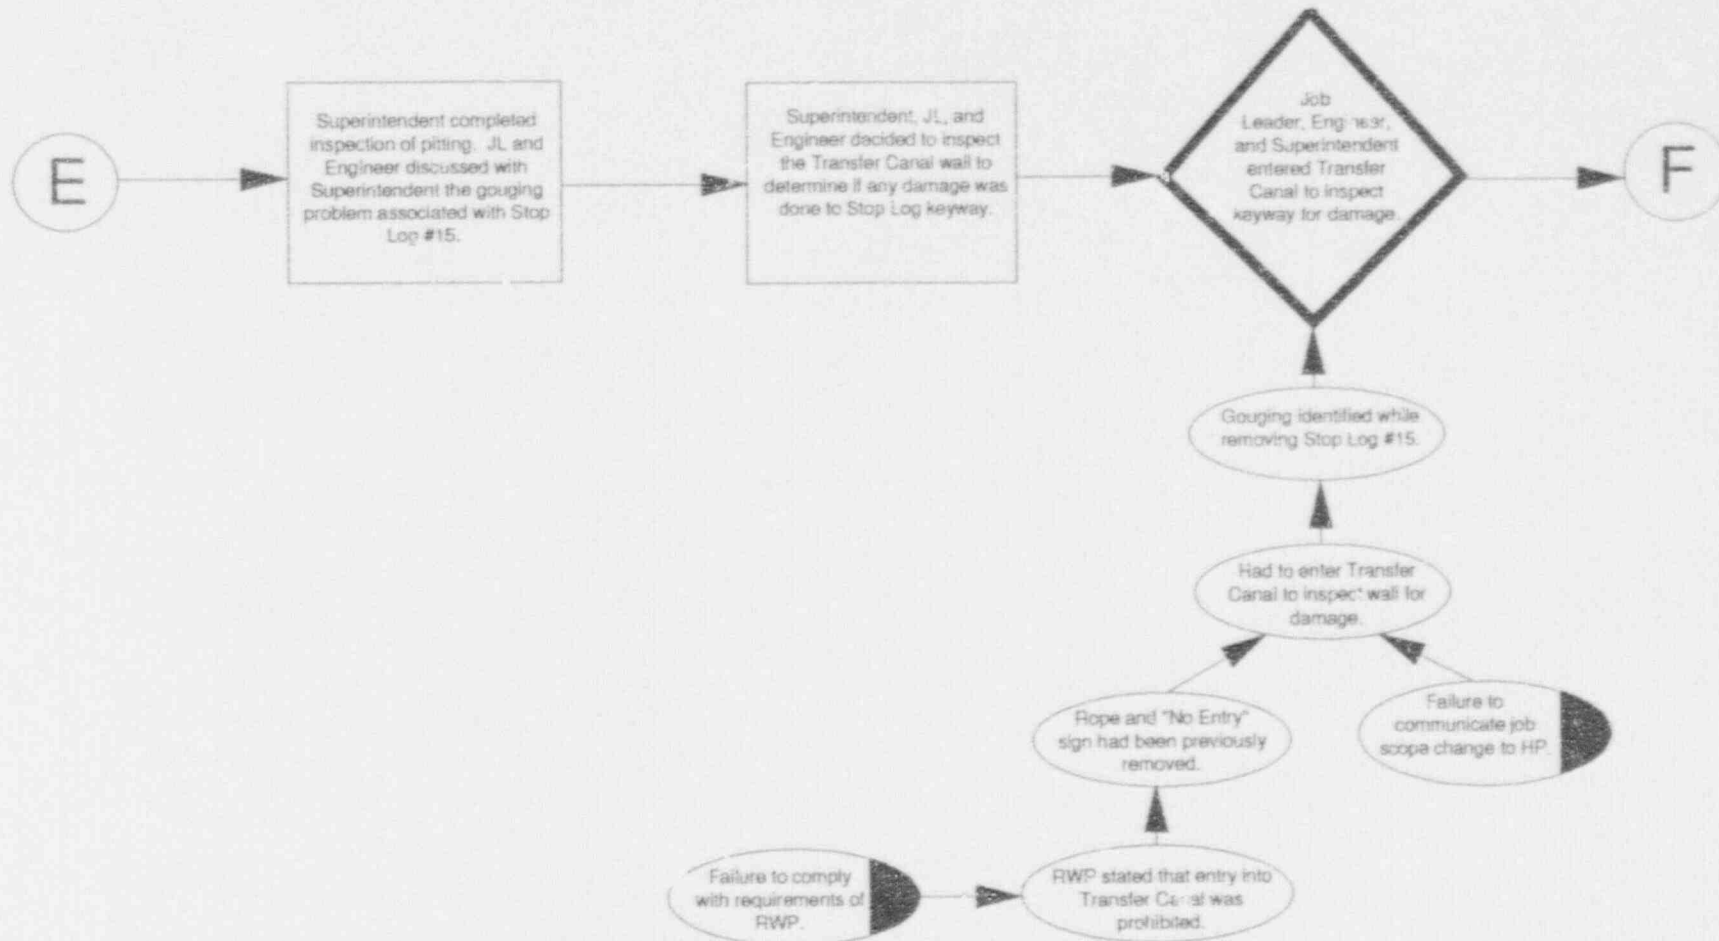 E
Superintendent completed
inspection of pitting. JL and
Engineer discussed with
Superintendent the gouging
problem associated with Stop
Log #15.
Superintendent, JL, and
Engineer decided to inspect
the Transfer Canal wall to
determine if any damage was
done to Stop Log keyway.
Job
Leader, Engineer,
and Superintendent
entered Transfer
Canal to inspect
keyway for damage.
F
Gouging identified while
removing Stop Log #15.
Had to enter Transfer
Canal to inspect wall for
damage.
Rope and "No Entry"
sign had been previously
removed.
Failure to
communicate job
scope change to HP.
Failure to comply
with requirements of
RWP.
RWP stated that entry into
Transfer Canal was
prohibited.